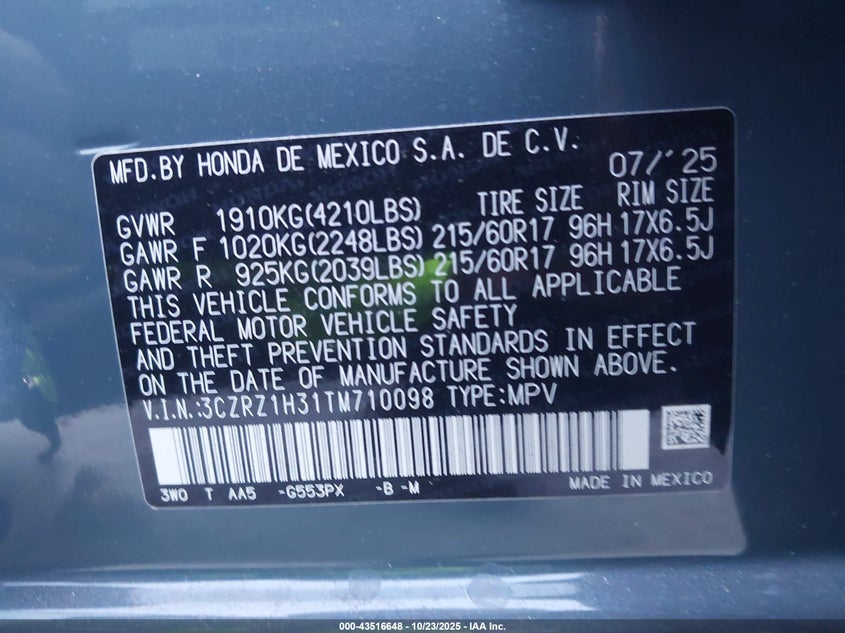 MFD.BY HONDA DE MEXICO S.A. DE C.V. 07/'25
TIRE SIZE RIM SIZE
GVWR 1910KG(4210LBS)
GAWR F 1020KG(2248LBS) 215/60R17 96H 17X6.5J
GAWR R 925KG(2039LBS) 215/60R17 96H 17X6.5J
THIS VEHICLE CONFORMS TO ALL APPLICABLE
FEDERAL MOTOR VEHICLE SAFETY
AND THEFT PREVENTION STANDARDS IN EFFECT
ON THE DATE OF MANUFACTURE SHOWN ABOVE.
V.I.N.:3CZRZ1H31TM710098 TYPE:MPV
3WO T AA5 -G553PX -B -M MADE IN MEXICO
000-43516648 | 10/23/2025 - IAA Inc.